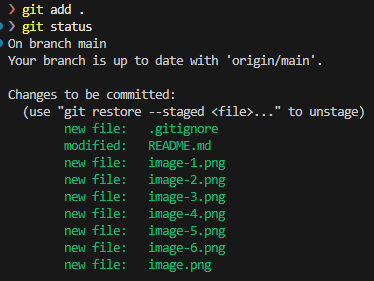 ❯ git add .
❯ git status
On branch main
Your branch is up to date with 'origin/main'.

Changes to be committed:
  (use "git restore --staged <file>..." to unstage)
        new file:   .gitignore
        modified:   README.md
        new file:   image-1.png
        new file:   image-2.png
        new file:   image-3.png
        new file:   image-4.png
        new file:   image-5.png
        new file:   image-6.png
        new file:   image.png